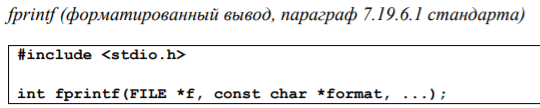 fprintf (форматированный вывод, параграф 7.19.6.1 стандарта)
#include <stdio.h>
int fprintf(FILE *f, const char *format, ...);